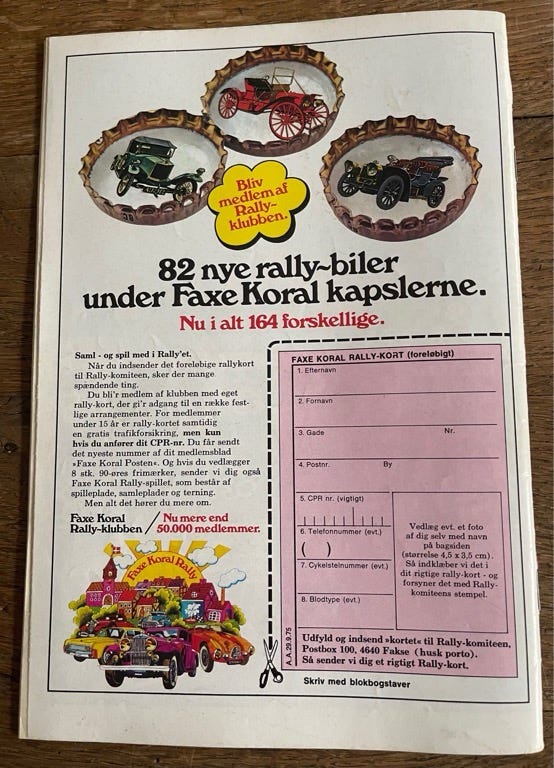 Bliv
medlem af
Rally-
klubben.
82 nye rally-biler
under Faxe Koral kapslerne.
Nu i alt 164 forskellige.
Saml - og spil med i Rally'et.
Når du indsender det foreløbige rallykort
til Rally-komiteen, sker der mange
spændende ting.
Du bli'r medlem af klubben med eget
rally-kort, der gi'r adgang til en række fest-
lige arrangementer. For medlemmer
under 15 år er rally-kortet samtidig
en gratis trafikforsikring, men kun
hvis du anfører dit CPR-nr. Du får sendt
det nyeste nummer af dit medlemsblad
»Faxe Koral Posten«. Og hvis du vedlægger
8 stk. 90-øres frimærker, sender vi dig også
Faxe Koral Rally-spillet, som består af
spilleplade, samleplader og terning.
Men alt det hører du mere om.
Faxe Koral
Rally-klubben / Nu mere end
50.000 medlemmer.
Faxe Koral Rally
FAXE KORAL RALLY-KORT (foreløbigt)
1. Efternavn
2. Fornavn
3. Gade Nr.
4. Postnr. By
5. CPR nr. (vigtigt)
6. Telefonnummer (evt.)
( )
7. Cykelstelnummer (evt.)
8. Blodtype (evt.)
Vedlæg evt. et foto
af dig selv med navn
på bagsiden
(størrelse 4,5 x 3,5 cm).
Så indklæber vi det i
dit rigtige rally-kort - og
forsyner det med Rally-
komiteens stempel.
A.A.29.9.75
Udfyld og indsend »kortet« til Rally-komiteen,
Postbox 100, 4640 Fakse (husk porto).
Så sender vi dig et rigtigt Rally-kort.
Skriv med blokbogstaver